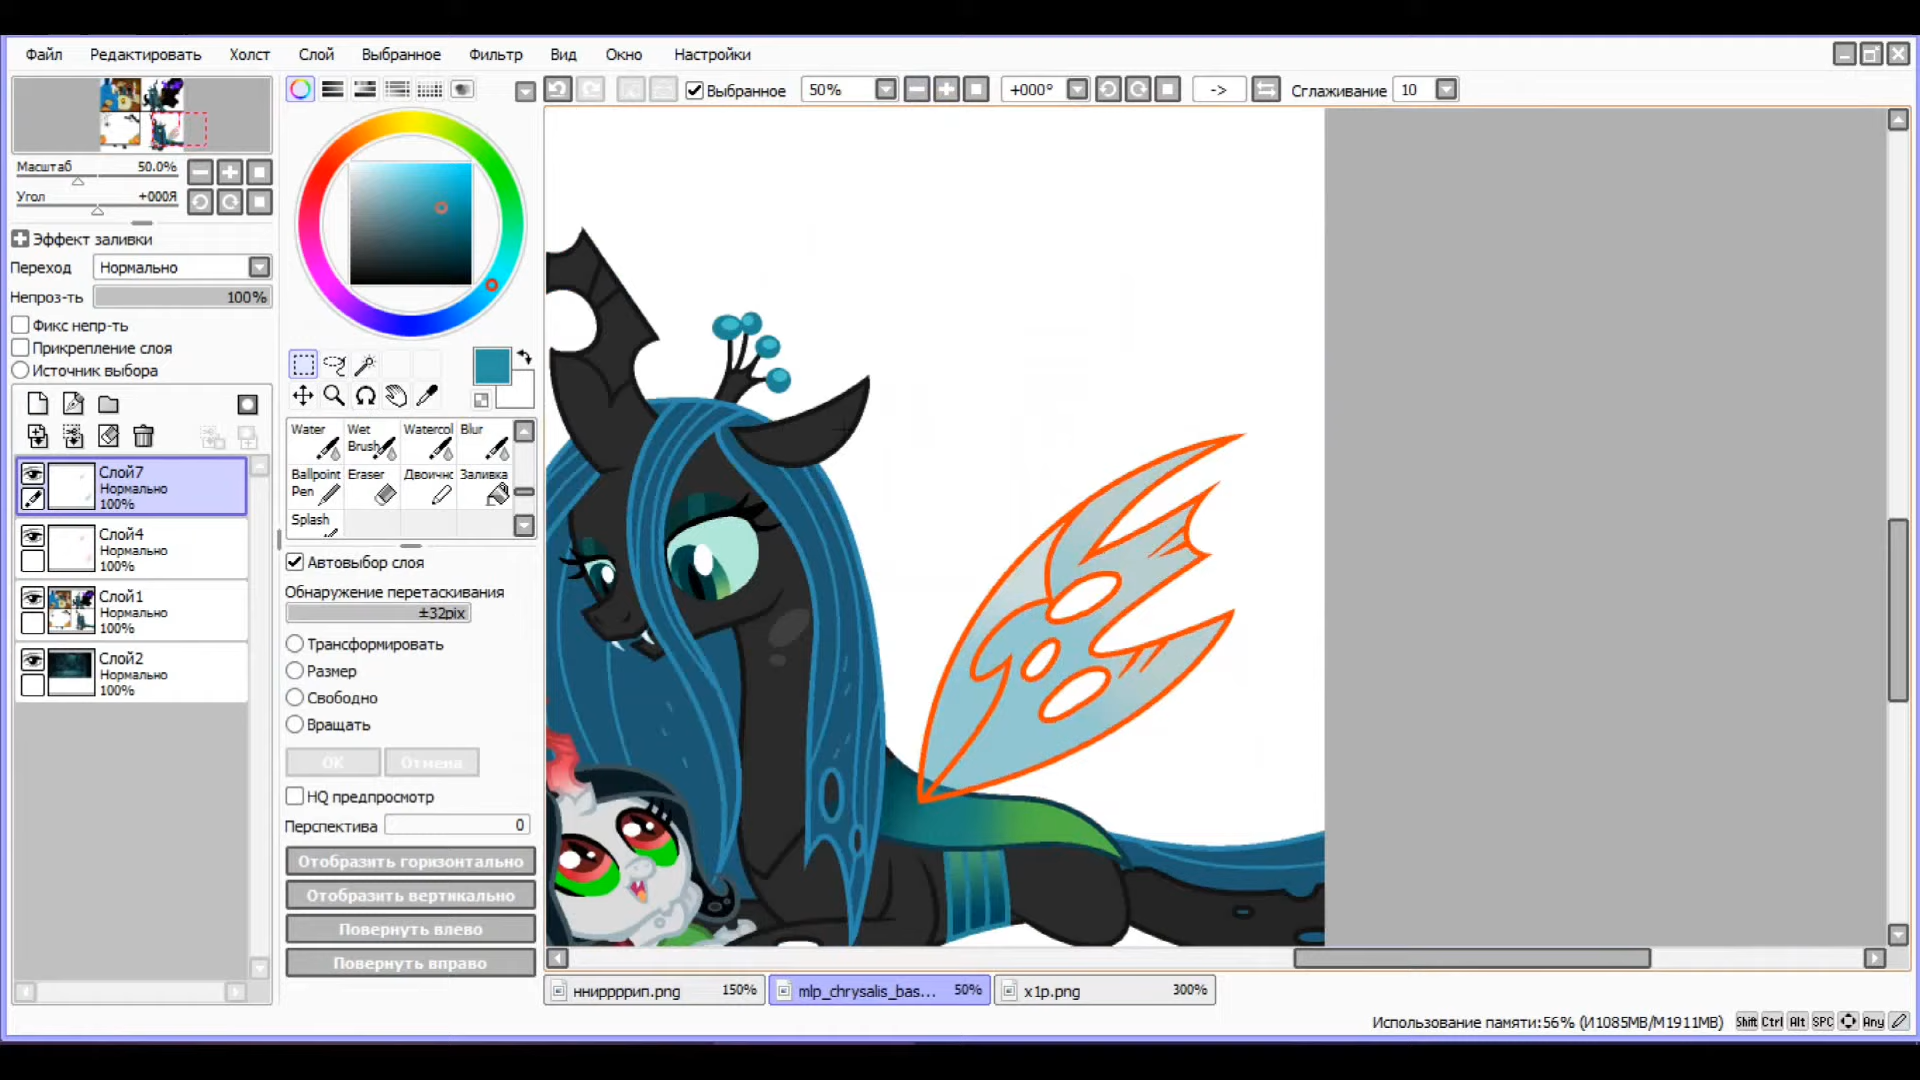 Файл Редактировать Холст Слой Выбранное Фильтр Вид Окно Настройки
Выбранное 50% +000° -> Сглаживание 10
Масштаб 50.0%
Угол +000Я
Эффект заливки
Переход Нормально
Непроз-ть 100%
Фикс непр-ть
Прикрепление слоя
Источник выбора
Слой7
Нормально
100%
Слой4
Нормально
100%
Слой1
Нормально
100%
Слой2
Нормально
100%
Water Wet Brush Watercol Blur
Ballpoint Pen Eraser Двоичнс Заливка
Splash
Автовыбор слоя
Обнаружение перетаскивания
±32pix
Трансформировать
Размер
Свободно
Вращать
OK Отмена
HQ предпросмотр
Перспектива 0
Отобразить горизонтально
Отобразить вертикально
Повернуть влево
Повернуть вправо
ннирррpип.png 150% mlp_chrysalis_bas... 50% x1p.png 300%
Использование памяти:56% (И1085MB/М1911MB) Shift Ctrl Alt SPC Any